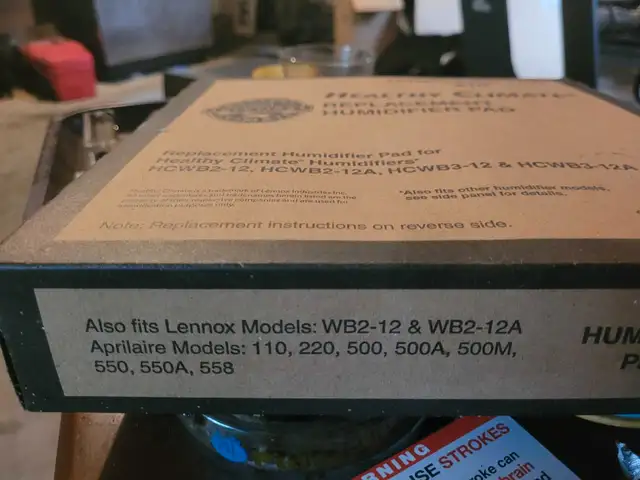 HEALTHY CLIMATE
REPLACEMENT
HUMIDIFIER PAD
Replacement Humidifier Pad for
Healthy Climate® Humidifiers*
HCWB2-12, HCWB2-12A, HCWB3-12 & HCWB3-12A
*Also fits other humidifier models,
see side panel for details.
Note: Replacement instructions on reverse side.
Also fits Lennox Models: WB2-12 & WB2-12A
Aprilaire Models: 110, 220, 500, 500A, 500M,
550, 550A, 558
HUM
STROKES